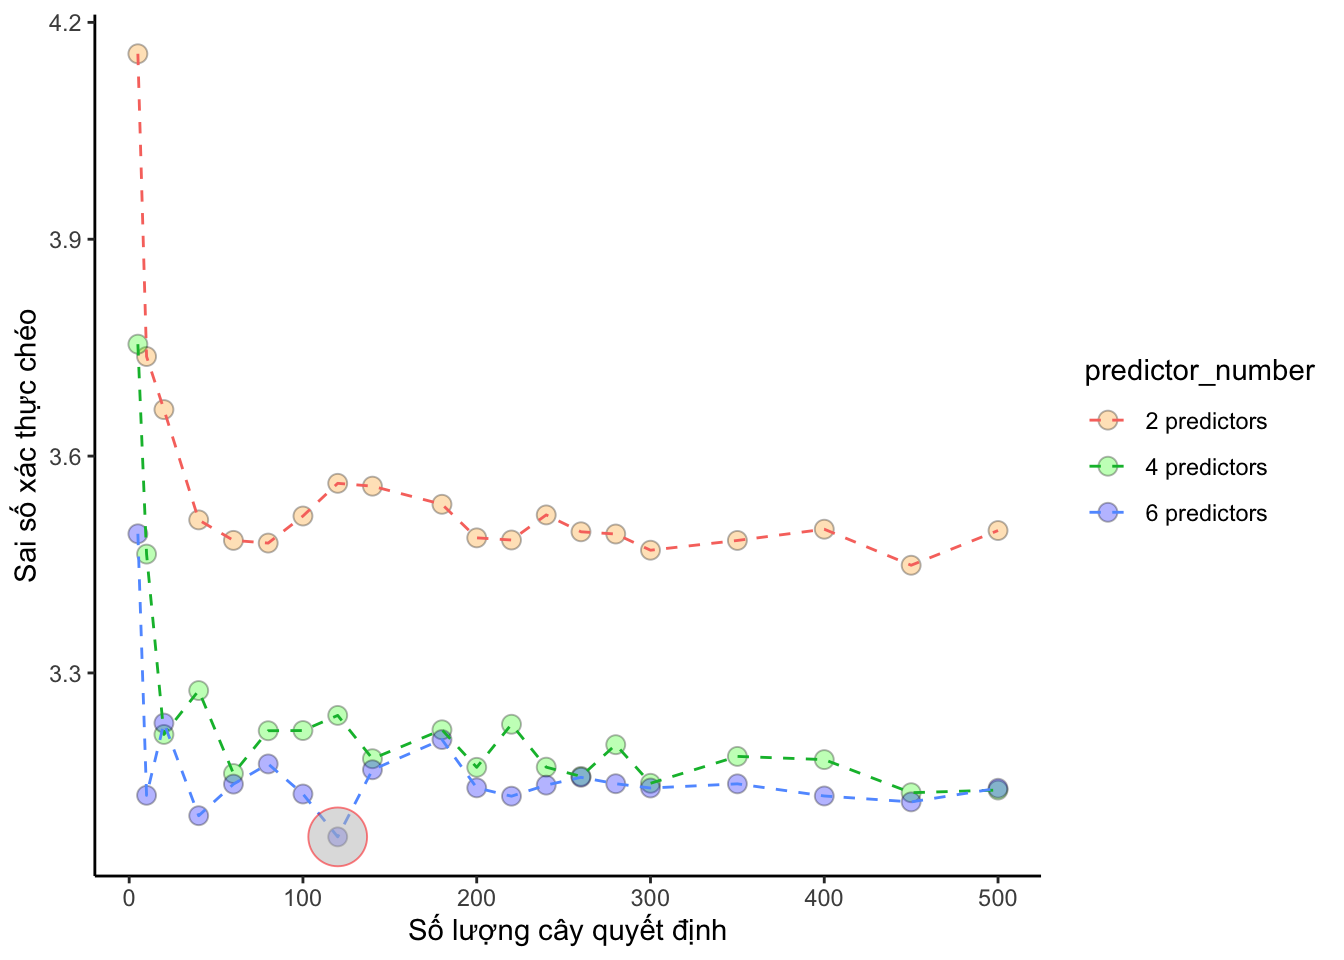 4.2
3.9
3.6
3.3
Sai số xác thực chéo
0 100 200 300 400 500
Số lượng cây quyết định
predictor_number
2 predictors
4 predictors
6 predictors